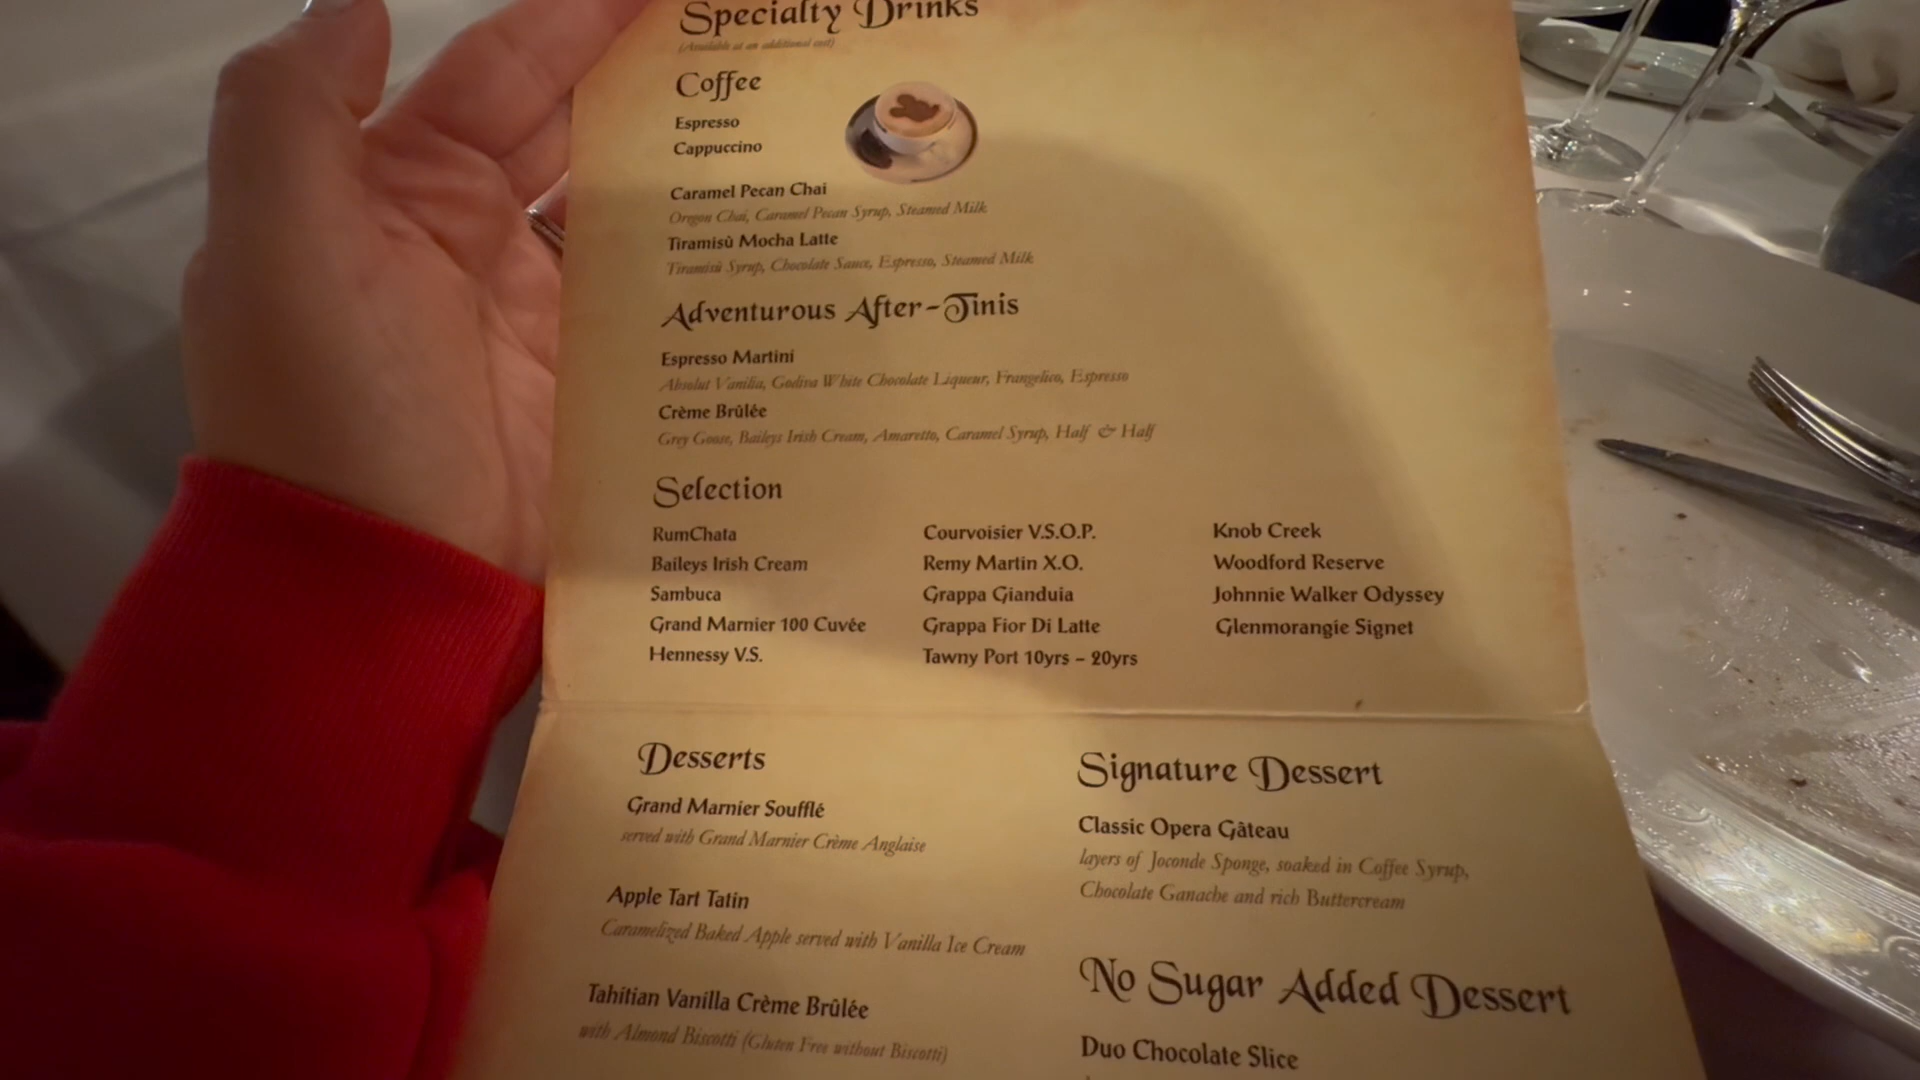 Specialty Drinks
(Available at an additional cost)
Coffee
Espresso
Cappuccino
Caramel Pecan Chai
Oregon Chai, Caramel Pecan Syrup, Steamed Milk
Tiramisù Mocha Latte
Tiramisù Syrup, Chocolate Sauce, Espresso, Steamed Milk
Adventurous After-Tinis
Espresso Martini
Absolut Vanilia, Godiva White Chocolate Liqueur, Frangelico, Espresso
Crème Brûlée
Grey Goose, Baileys Irish Cream, Amaretto, Caramel Syrup, Half & Half
Selection
RumChata
Baileys Irish Cream
Sambuca
Grand Marnier 100 Cuvée
Hennessy V.S.
Courvoisier V.S.O.P.
Remy Martin X.O.
Grappa Gianduia
Grappa Fior Di Latte
Tawny Port 10yrs – 20yrs
Knob Creek
Woodford Reserve
Johnnie Walker Odyssey
Glenmorangie Signet
Desserts
Grand Marnier Soufflé
served with Grand Marnier Crème Anglaise
Apple Tart Tatin
Caramelized Baked Apple served with Vanilla Ice Cream
Tahitian Vanilla Crème Brûlée
with Almond Biscotti (Gluten Free without Biscotti)
Signature Dessert
Classic Opera Gâteau
layers of Joconde Sponge, soaked in Coffee Syrup,
Chocolate Ganache and rich Buttercream
No Sugar Added Dessert
Duo Chocolate Slice